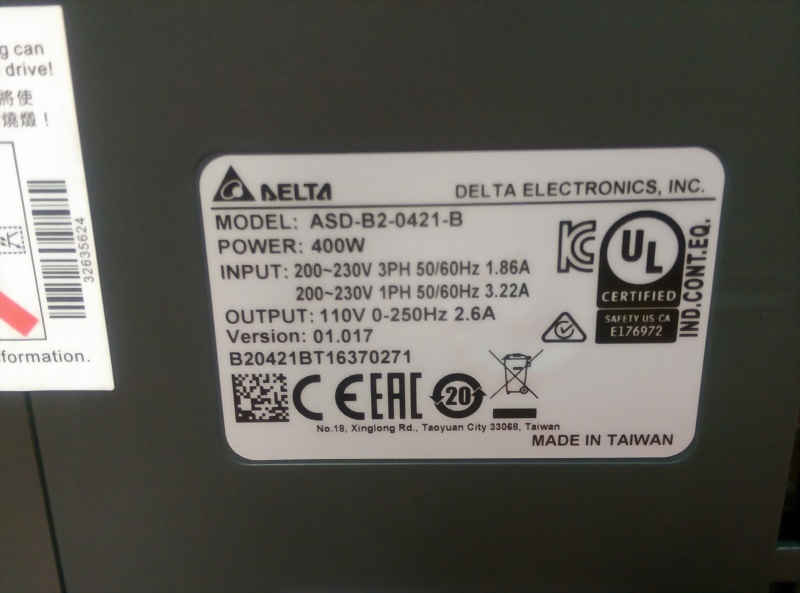 g can
drive!
將使
燒燬！
32635624
formation.
DELTA
DELTA ELECTRONICS, INC.
MODEL: ASD-B2-0421-B
POWER: 400W
INPUT: 200~230V 3PH 50/60Hz 1.86A
200~230V 1PH 50/60Hz 3.22A
OUTPUT: 110V 0-250Hz 2.6A
Version: 01.017
B20421BT16370271
KC
UL
CERTIFIED
SAFETY US·CA
E176972
IND.CONT.EQ.
CE EAC 20
No.18, Xinglong Rd., Taoyuan City 33068, Taiwan
MADE IN TAIWAN